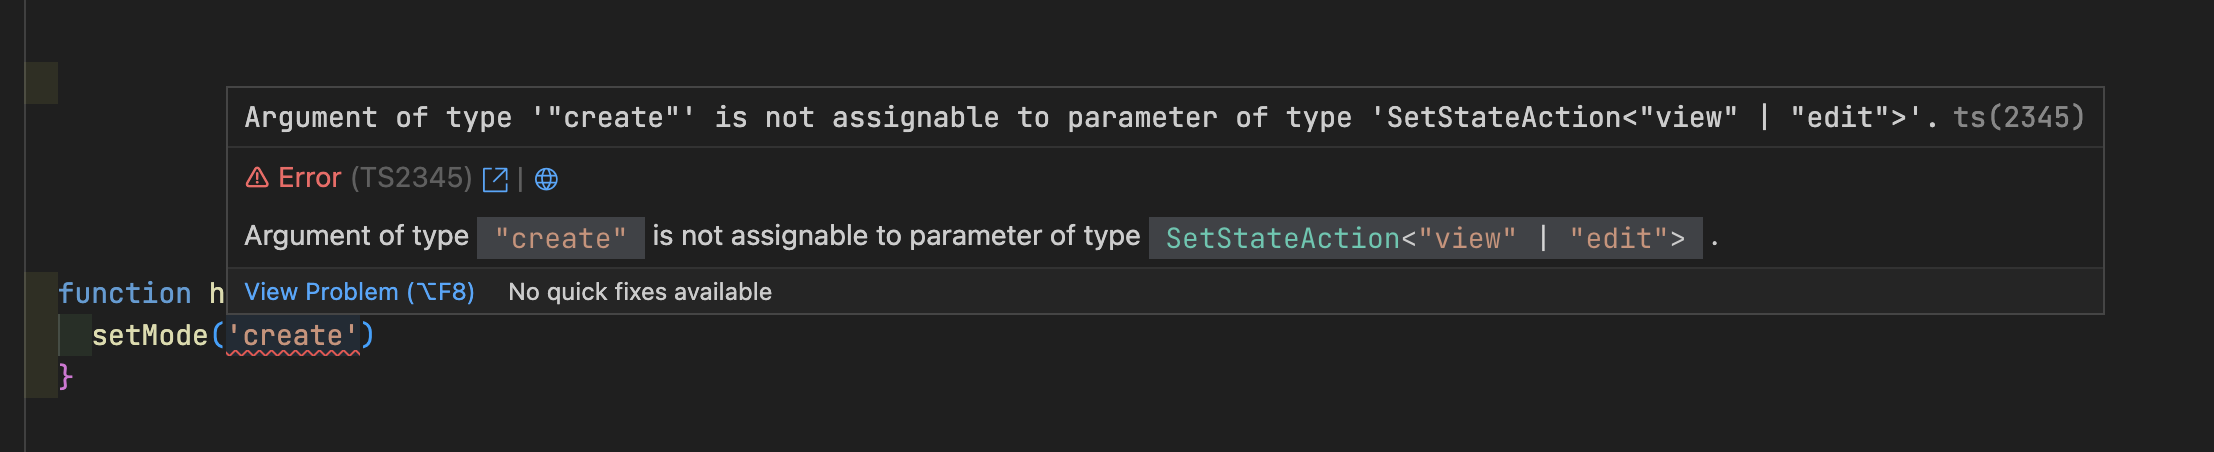 Argument of type '"create"' is not assignable to parameter of type 'SetStateAction<"view" | "edit">'. ts(2345)
Error (TS2345) |
Argument of type "create" is not assignable to parameter of type SetStateAction<"view" | "edit"> .
View Problem (⌥F8) No quick fixes available
function h
setMode('create')
}